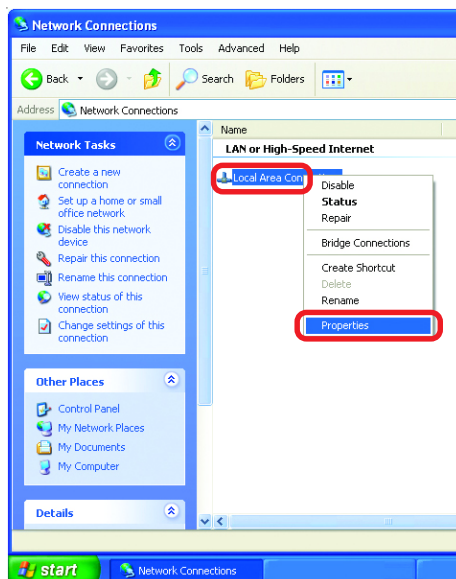 Network Connections
File Edit View Favorites Tools Advanced Help
Back Search Folders
Address Network Connections
Network Tasks
Create a new
connection
Set up a home or small
office network
Disable this network
device
Repair this connection
Rename this connection
View status of this
connection
Change settings of this
connection
Other Places
Control Panel
My Network Places
My Documents
My Computer
Details
Name
LAN or High-Speed Internet
Local Area Con
Disable
Status
Repair
Bridge Connections
Create Shortcut
Delete
Rename
Properties
start Network Connections